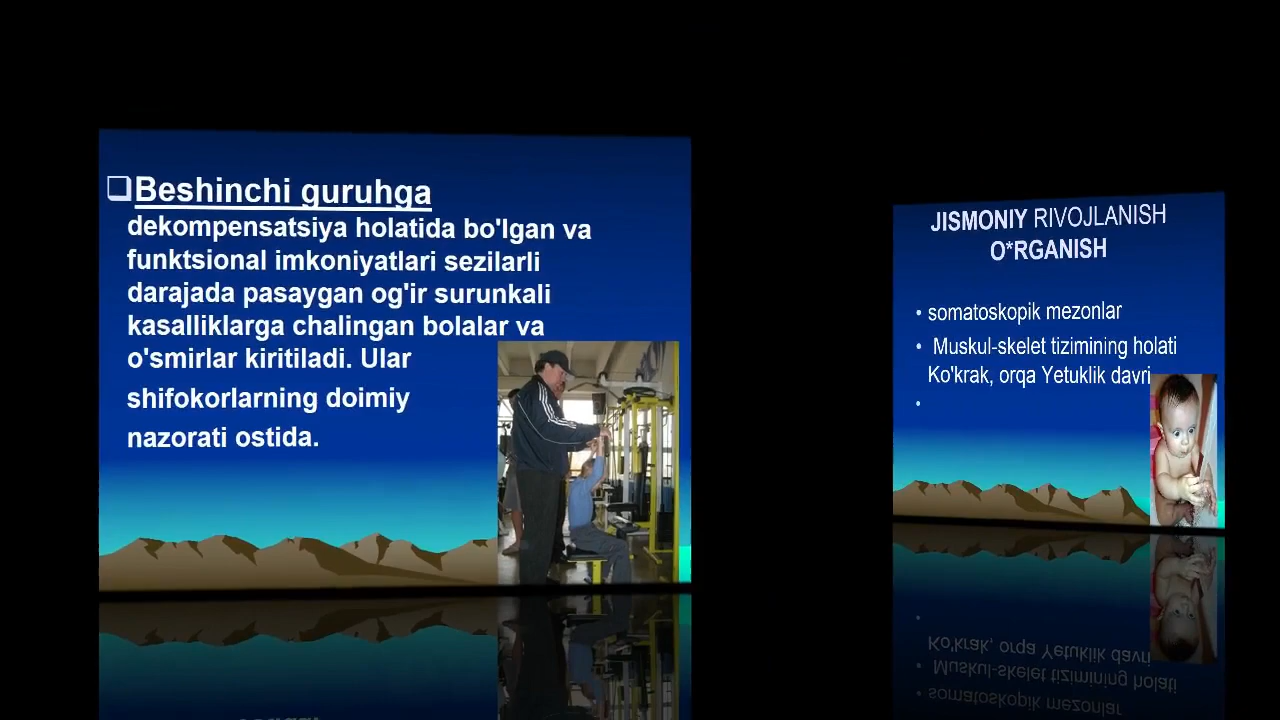 Beshinchi guruhga
dekompensatsiya holatida bo'lgan va
funktsional imkoniyatlari sezilarli
darajada pasaygan og'ir surunkali
kasalliklarga chalingan bolalar va
o'smirlar kiritiladi. Ular
shifokorlarning doimiy
nazorati ostida.
JISMONIY RIVOJLANISH
O*RGANISH
• somatoskopik mezonlar
• Muskul-skelet tizimining holati
Ko'krak, orqa Yetuklik davri
•